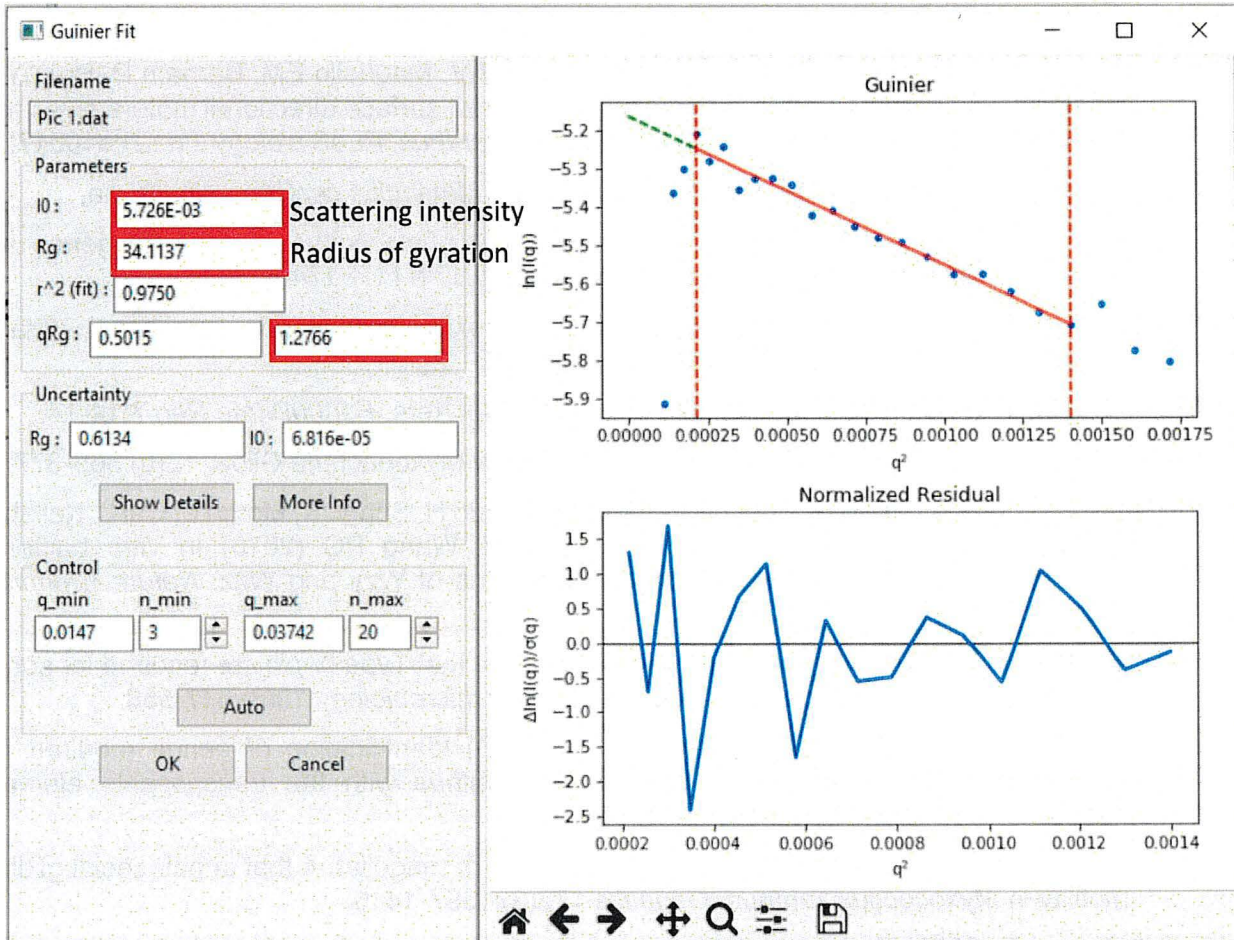 Guinier Fit
Filename
Pic 1.dat
Parameters
I0 : 5.726E-03 Scattering intensity
Rg : 34.1137 Radius of gyration
r^2 (fit) : 0.9750
qRg : 0.5015 1.2766
Uncertainty
Rg : 0.6134 I0 : 6.816e-05
Show Details More Info
Control
q_min n_min q_max n_max
0.0147 3 0.03742 20
Auto
OK Cancel
Guinier
−5.2
−5.3
−5.4
−5.5
−5.6
−5.7
−5.8
−5.9
ln(I(q))
0.00000 0.00025 0.00050 0.00075 0.00100 0.00125 0.00150 0.00175
q²
Normalized Residual
1.5
1.0
0.5
0.0
−0.5
−1.0
−1.5
−2.0
−2.5
Δln(I(q))/σ(q)
0.0002 0.0004 0.0006 0.0008 0.0010 0.0012 0.0014
q²